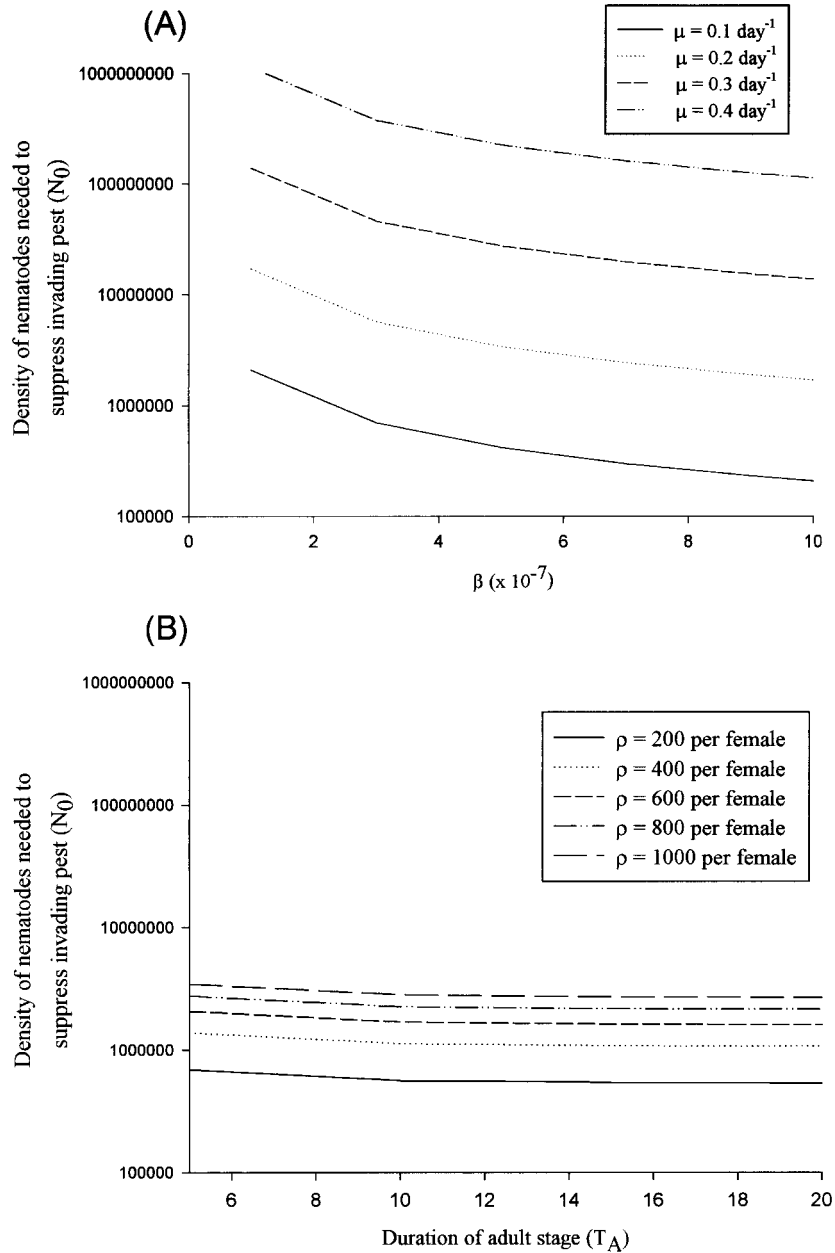 (A)
μ = 0.1 day⁻¹
μ = 0.2 day⁻¹
μ = 0.3 day⁻¹
μ = 0.4 day⁻¹
Density of nematodes needed to
suppress invading pest (N₀)
1000000000
100000000
10000000
1000000
100000
0 2 4 6 8 10
β (x 10⁻⁷)
(B)
ρ = 200 per female
ρ = 400 per female
ρ = 600 per female
ρ = 800 per female
ρ = 1000 per female
Density of nematodes needed to
suppress invading pest (N₀)
1000000000
100000000
10000000
1000000
100000
6 8 10 12 14 16 18 20
Duration of adult stage (T_A)